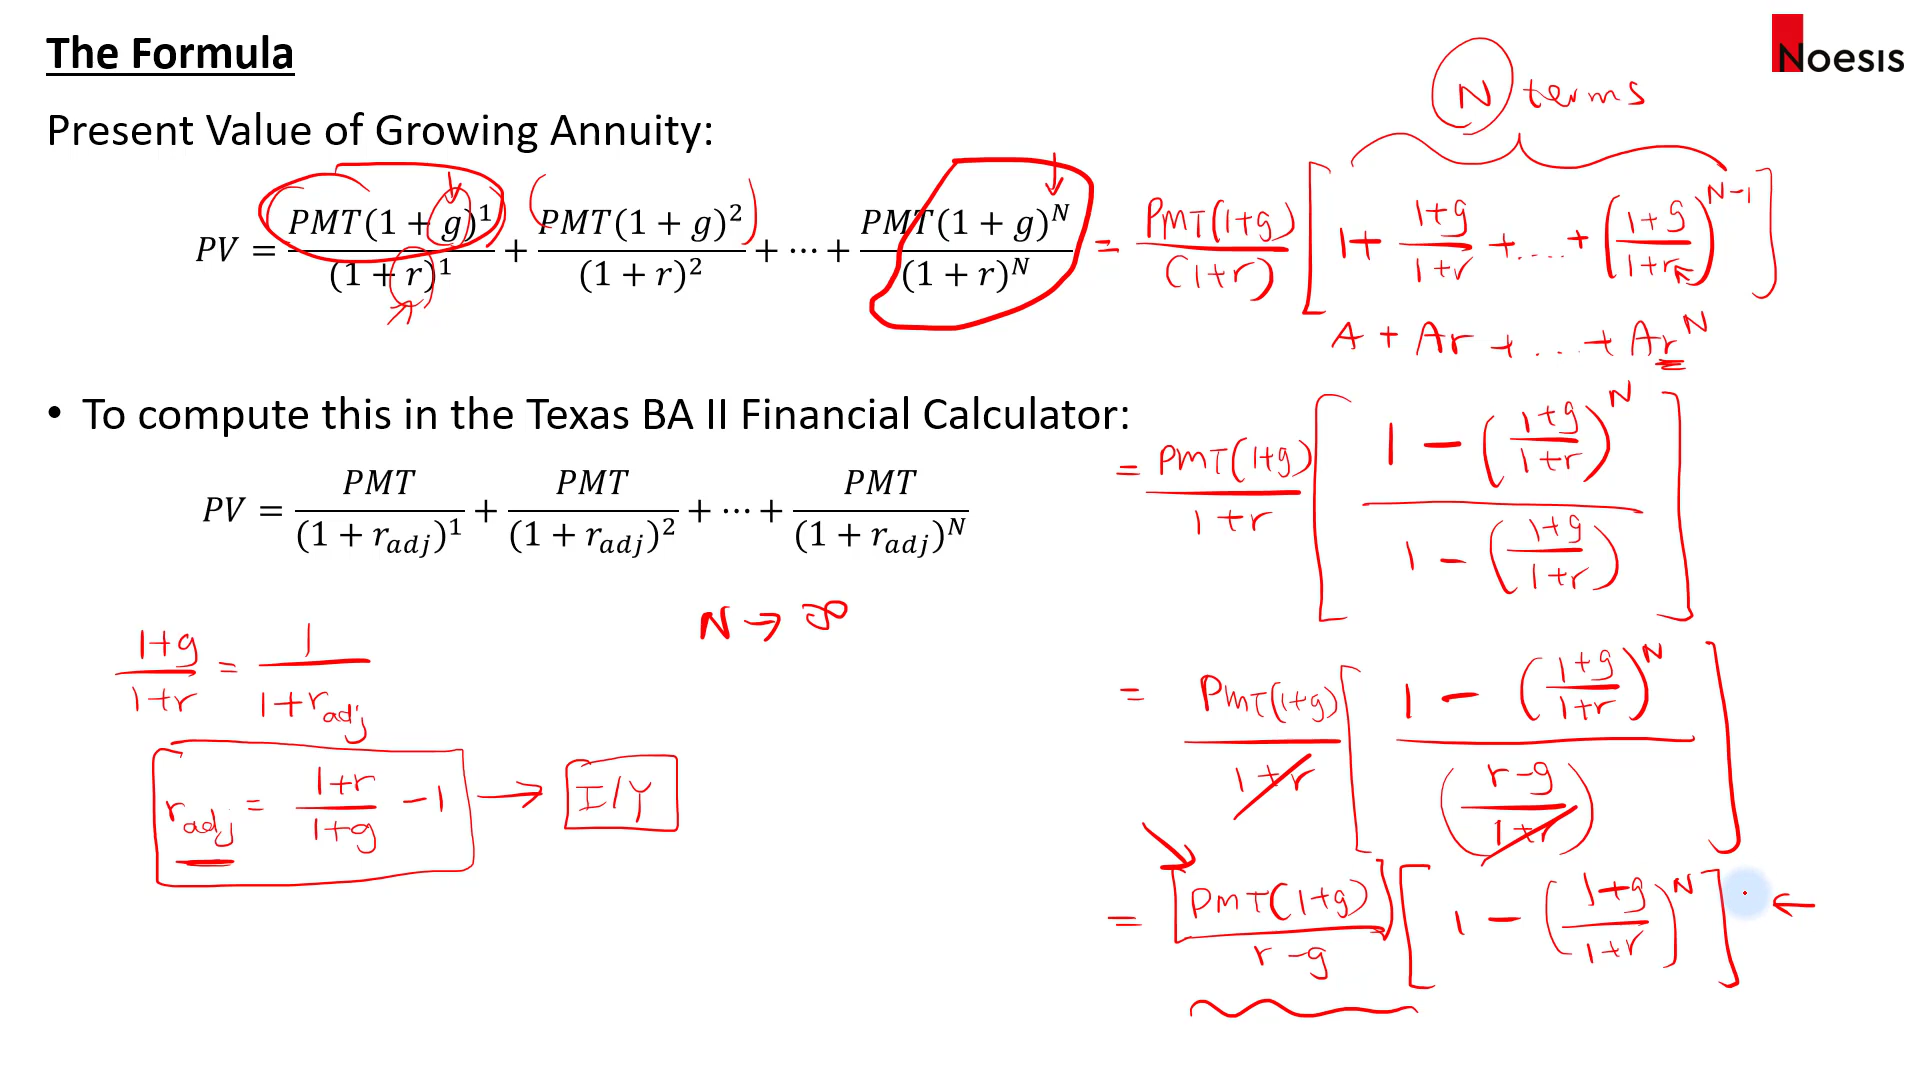 The Formula
Noesis
N terms
Present Value of Growing Annuity:
PV = PMT(1 + g)^1/(1 + r)^1 + PMT(1 + g)^2/(1 + r)^2 + ⋯ + PMT(1 + g)^N/(1 + r)^N = PMT(1+g)/(1+r) [1 + 1+g/1+r + .... + (1+g/1+r)^N-1]
A + Ar + ... + Ar^N
• To compute this in the Texas BA II Financial Calculator:
= PMT(1+g)/1+r [1 - (1+g/1+r)^N / 1 - (1+g/1+r)]
PV = PMT/(1 + r_adj)^1 + PMT/(1 + r_adj)^2 + ⋯ + PMT/(1 + r_adj)^N
N → ∞
1+g/1+r = 1/1+r_adj
= PMT(1+g)/1+r [1 - (1+g/1+r)^N / (r-g/1+r)]
r_adj = 1+r/1+g - 1 → I/Y
= PMT(1+g)/r-g [1 - (1+g/1+r)^N] ←